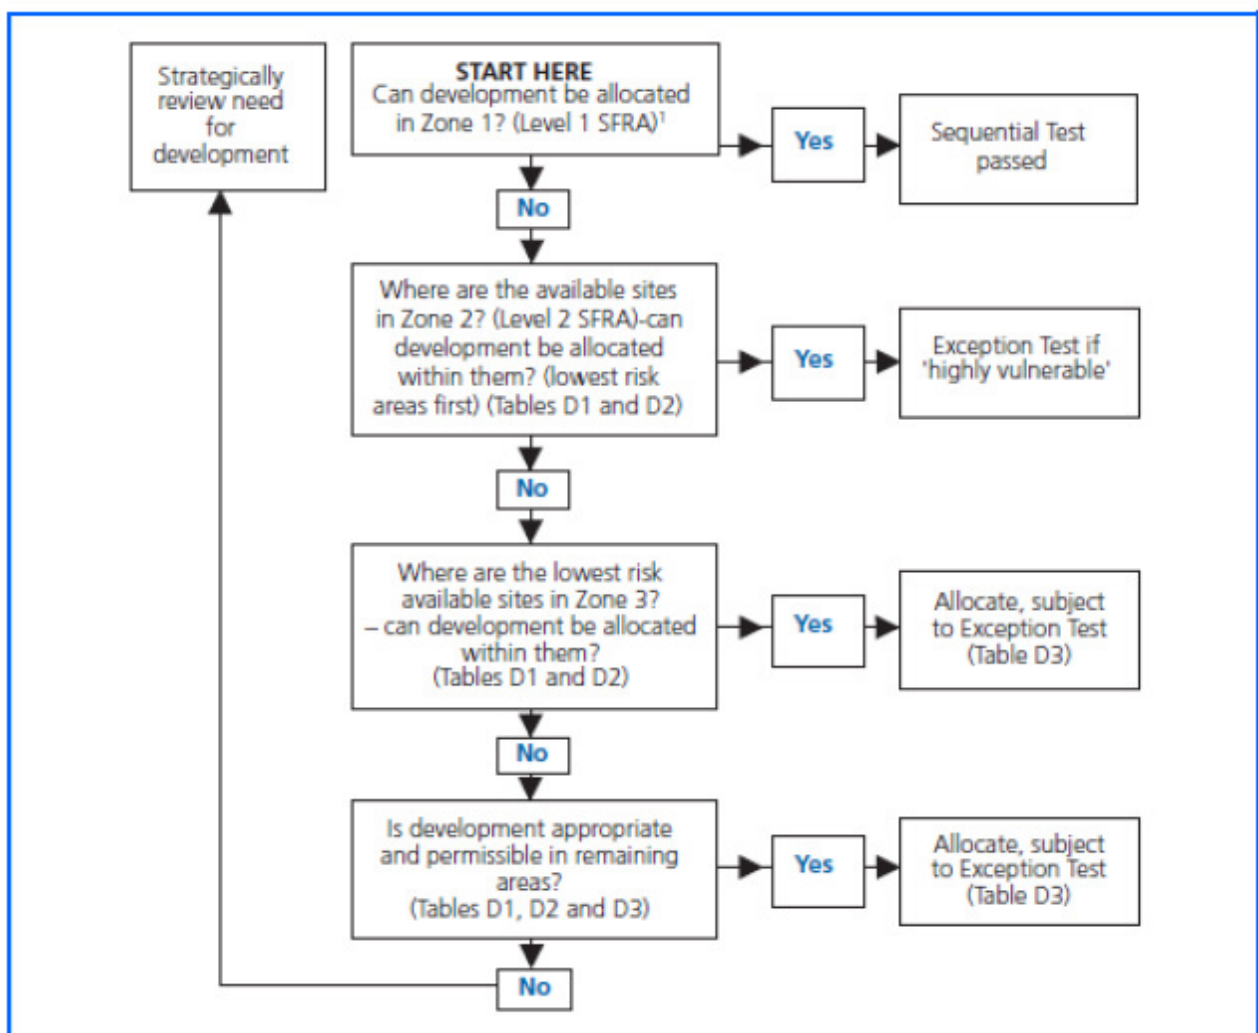 Strategically
review need
for
development
START HERE
Can development be allocated
in Zone 1? (Level 1 SFRA)¹
Yes
Sequential Test
passed
No
Where are the available sites
in Zone 2? (Level 2 SFRA)-can
development be allocated
within them? (lowest risk
areas first) (Tables D1 and D2)
Yes
Exception Test if
'highly vulnerable'
No
Where are the lowest risk
available sites in Zone 3?
– can development be allocated
within them?
(Tables D1 and D2)
Yes
Allocate, subject
to Exception Test
(Table D3)
No
Is development appropriate
and permissible in remaining
areas?
(Tables D1, D2 and D3)
Yes
Allocate, subject
to Exception Test
(Table D3)
No